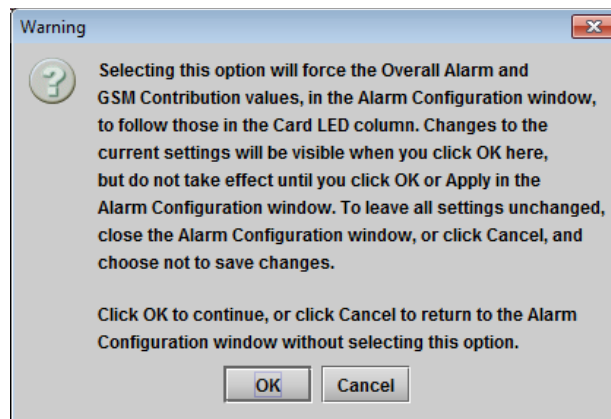 Warning
Selecting this option will force the Overall Alarm and
GSM Contribution values, in the Alarm Configuration window,
to follow those in the Card LED column. Changes to the
current settings will be visible when you click OK here,
but do not take effect until you click OK or Apply in the
Alarm Configuration window. To leave all settings unchanged,
close the Alarm Configuration window, or click Cancel, and
choose not to save changes.
Click OK to continue, or click Cancel to return to the Alarm
Configuration window without selecting this option.
OK Cancel